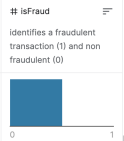 # isFraud
identifies a fraudulent
transaction (1) and non
fraudulent (0)
0 1